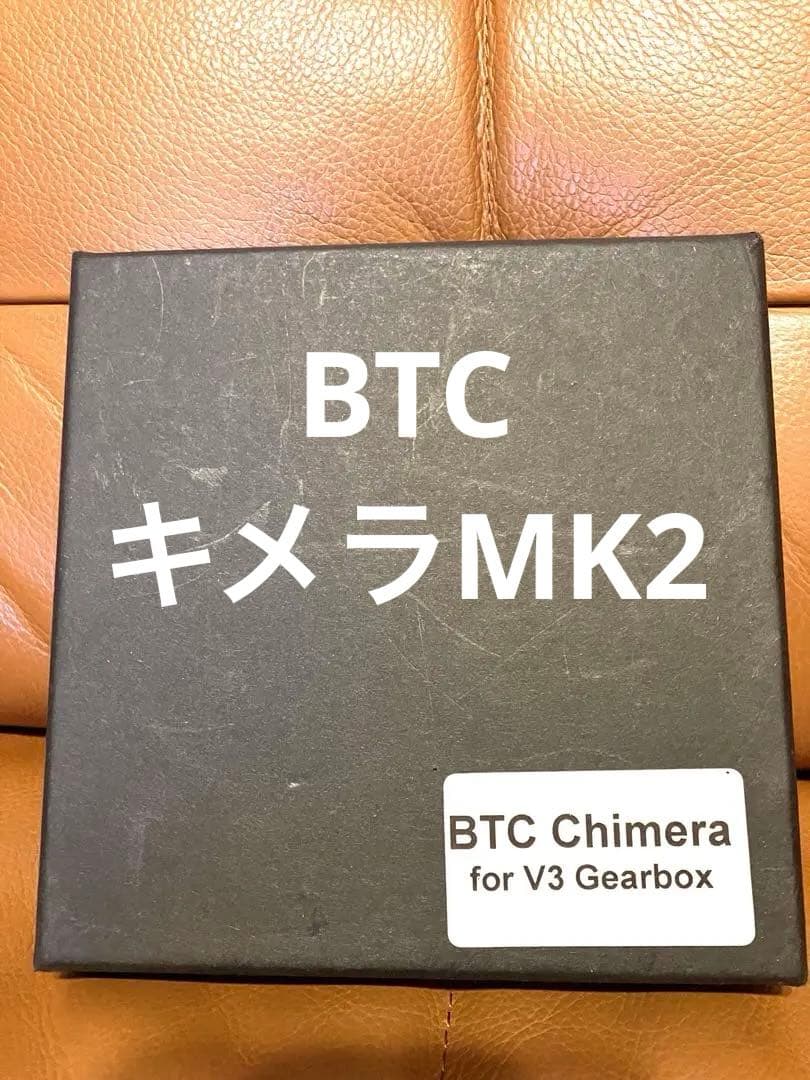 BTC
キメラMK2
BTC Chimera
for V3 Gearbox